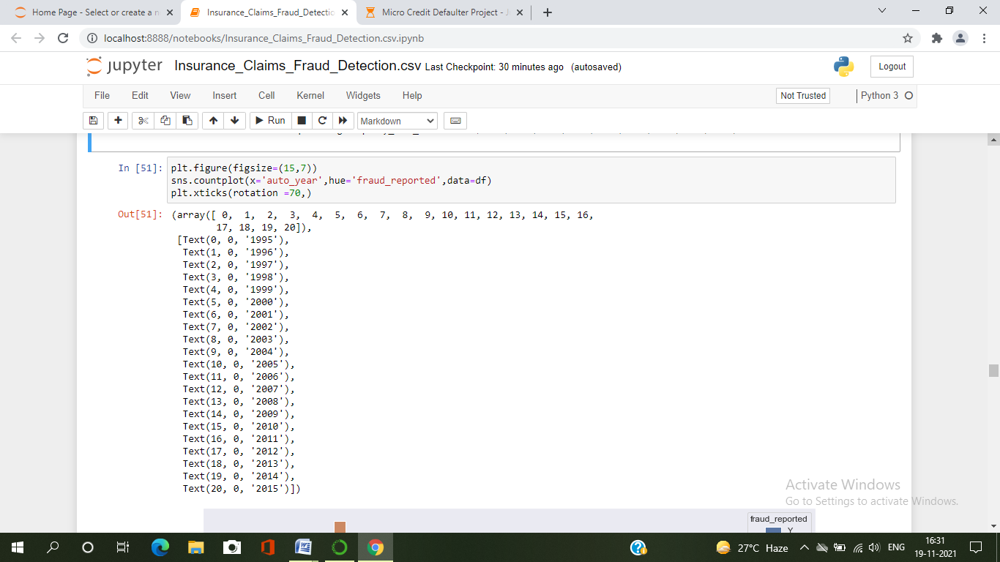 Home Page - Select or create a n
Insurance_Claims_Fraud_Detectio
Micro Credit Defaulter Project - J
localhost:8888/notebooks/Insurance_Claims_Fraud_Detection.csv.ipynb
jupyter Insurance_Claims_Fraud_Detection.csv Last Checkpoint: 30 minutes ago (autosaved)
Logout
File Edit View Insert Cell Kernel Widgets Help
Not Trusted
Python 3
Run
Markdown
In [51]: plt.figure(figsize=(15,7))
sns.countplot(x='auto_year',hue='fraud_reported',data=df)
plt.xticks(rotation =70,)
Out[51]: (array([ 0, 1, 2, 3, 4, 5, 6, 7, 8, 9, 10, 11, 12, 13, 14, 15, 16,
17, 18, 19, 20]),
[Text(0, 0, '1995'),
Text(1, 0, '1996'),
Text(2, 0, '1997'),
Text(3, 0, '1998'),
Text(4, 0, '1999'),
Text(5, 0, '2000'),
Text(6, 0, '2001'),
Text(7, 0, '2002'),
Text(8, 0, '2003'),
Text(9, 0, '2004'),
Text(10, 0, '2005'),
Text(11, 0, '2006'),
Text(12, 0, '2007'),
Text(13, 0, '2008'),
Text(14, 0, '2009'),
Text(15, 0, '2010'),
Text(16, 0, '2011'),
Text(17, 0, '2012'),
Text(18, 0, '2013'),
Text(19, 0, '2014'),
Text(20, 0, '2015')])
Activate Windows
Go to Settings to activate Windows.
fraud_reported
Y
27°C Haze
ENG
16:31
19-11-2021